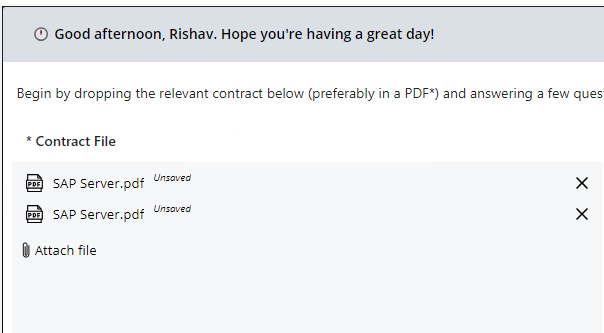 Good afternoon, Rishav. Hope you're having a great day!
Begin by dropping the relevant contract below (preferably in a PDF*) and answering a few ques
* Contract File
PDF SAP Server.pdf Unsaved
PDF SAP Server.pdf Unsaved
Attach file